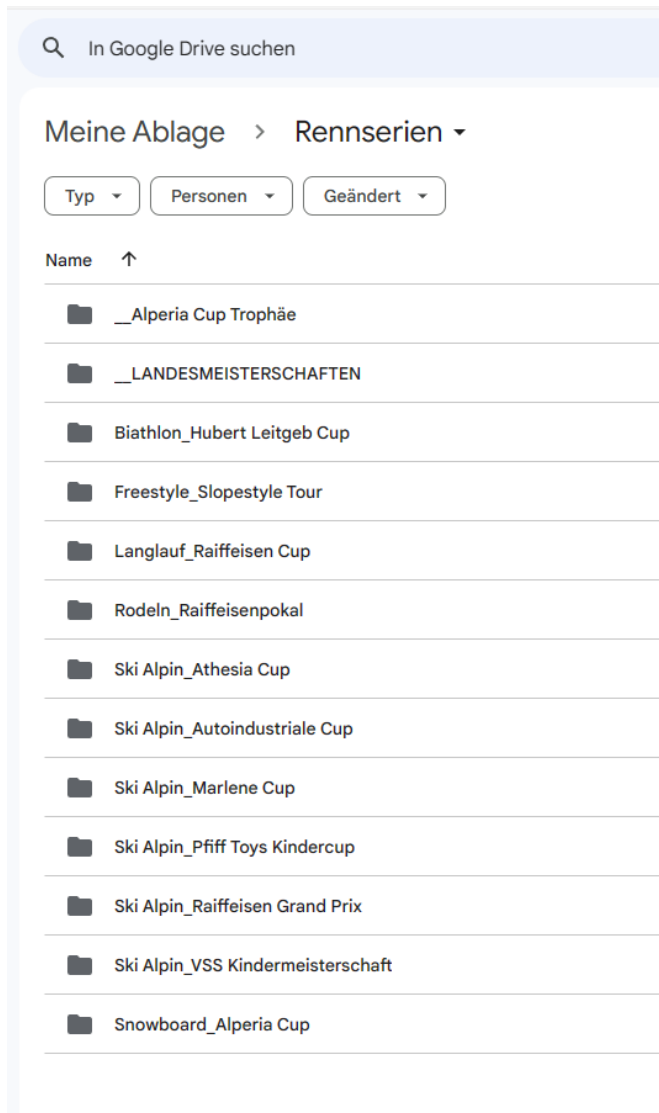 In Google Drive suchen
Meine Ablage > Rennserien
Typ Personen Geändert
Name
__Alperia Cup Trophäe
__LANDESMEISTERSCHAFTEN
Biathlon_Hubert Leitgeb Cup
Freestyle_Slopestyle Tour
Langlauf_Raiffeisen Cup
Rodeln_Raiffeisenpokal
Ski Alpin_Athesia Cup
Ski Alpin_Autoindustriale Cup
Ski Alpin_Marlene Cup
Ski Alpin_Pfiff Toys Kindercup
Ski Alpin_Raiffeisen Grand Prix
Ski Alpin_VSS Kindermeisterschaft
Snowboard_Alperia Cup